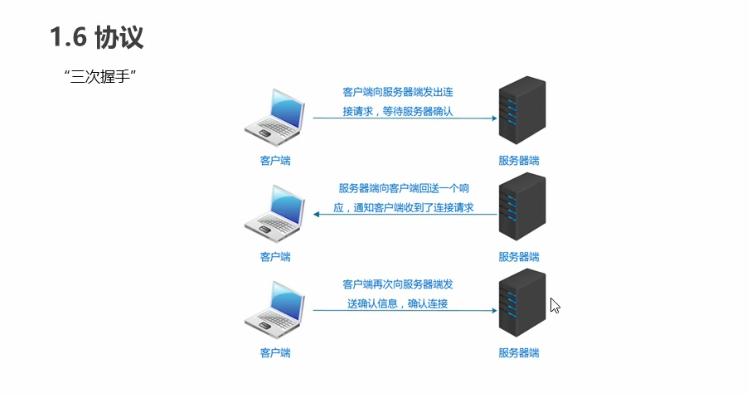 1.6 协议
“三次握手”
客户端向服务器端发出连
接请求，等待服务器确认
客户端
服务器端
服务器端向客户端回送一个响
应，通知客户端收到了连接请求
客户端
服务器端
客户端再次向服务器端发
送确认信息，确认连接
客户端
服务器端